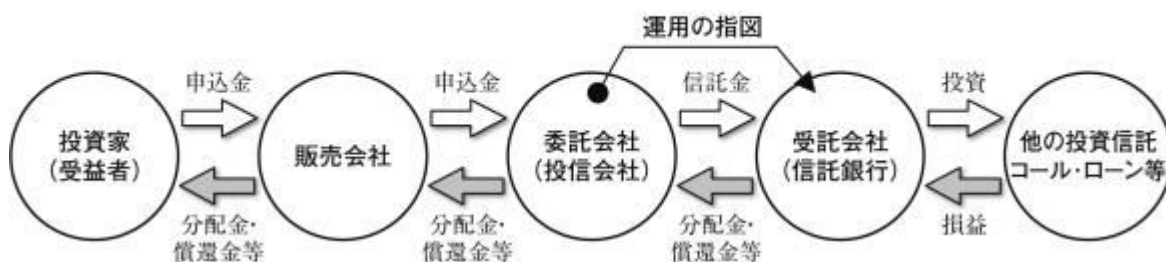 運用の指図
申込金
申込金
信託金
投資
投資家
(受益者)
販売会社
委託会社
(投信会社)
受託会社
(信託銀行)
他の投資信託
コール・ローン等
分配金・
償還金等
分配金・
償還金等
分配金・
償還金等
損益